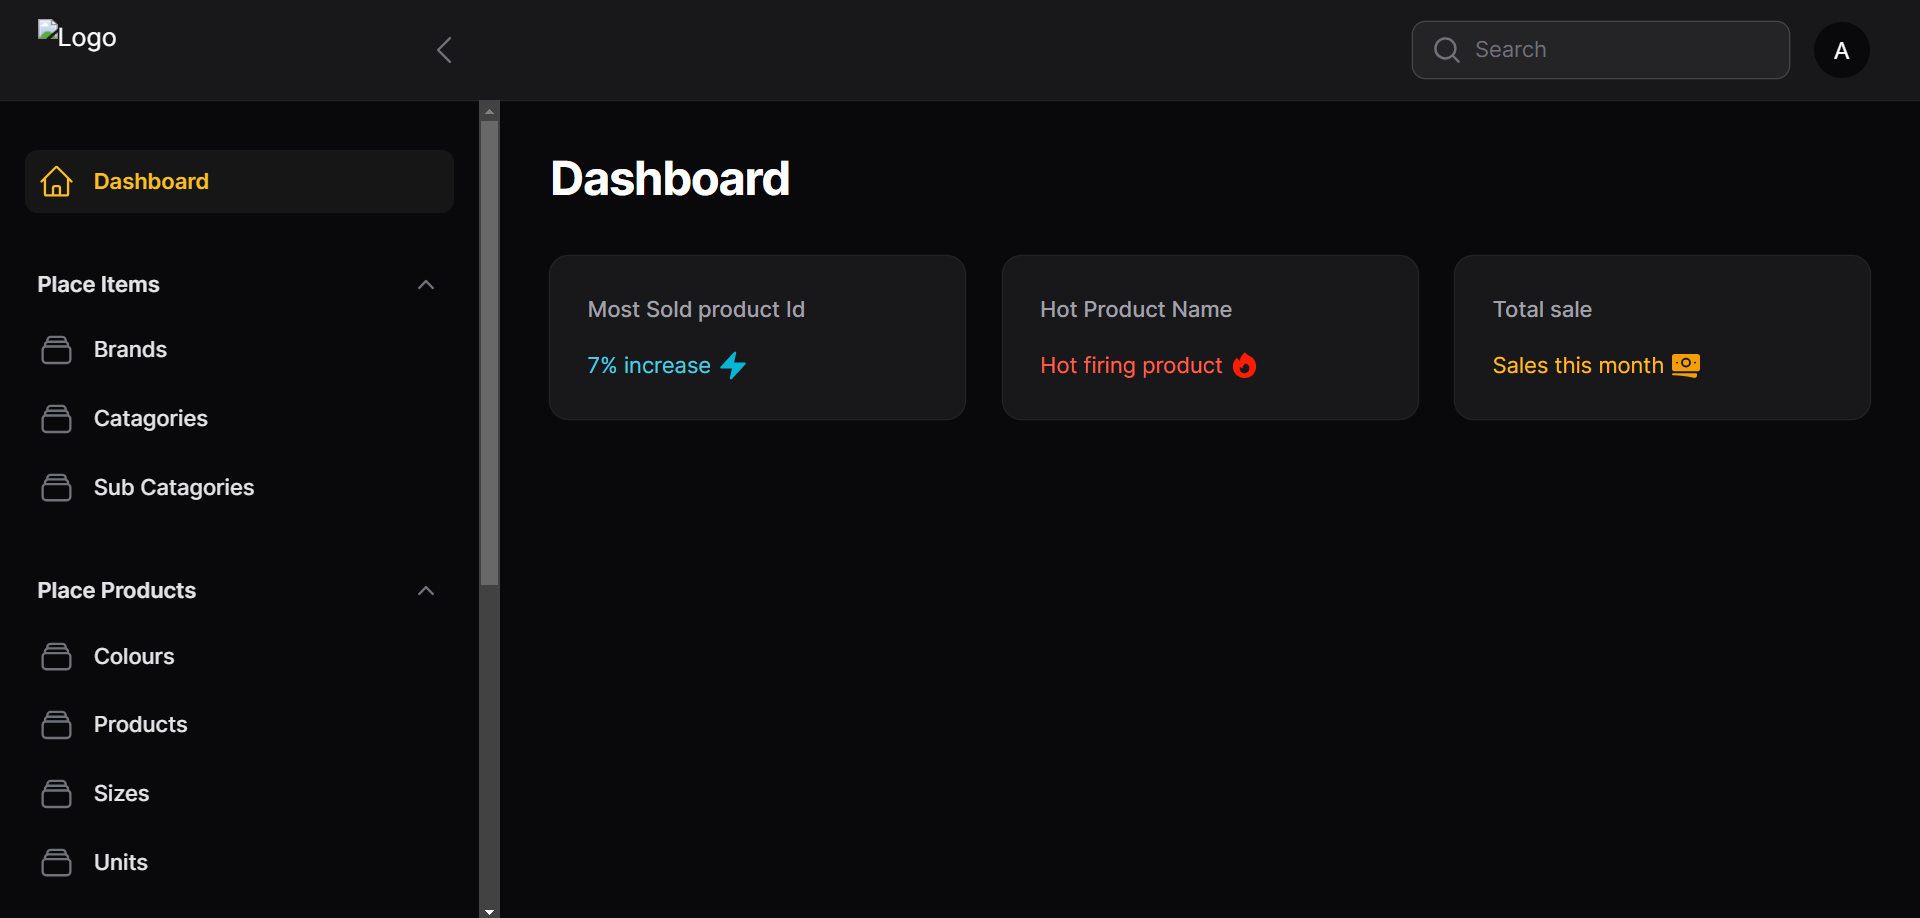 Logo
Search
A
Dashboard
Place Items
Brands
Catagories
Sub Catagories
Place Products
Colours
Products
Sizes
Units
Dashboard
Most Sold product Id
7% increase
Hot Product Name
Hot firing product
Total sale
Sales this month